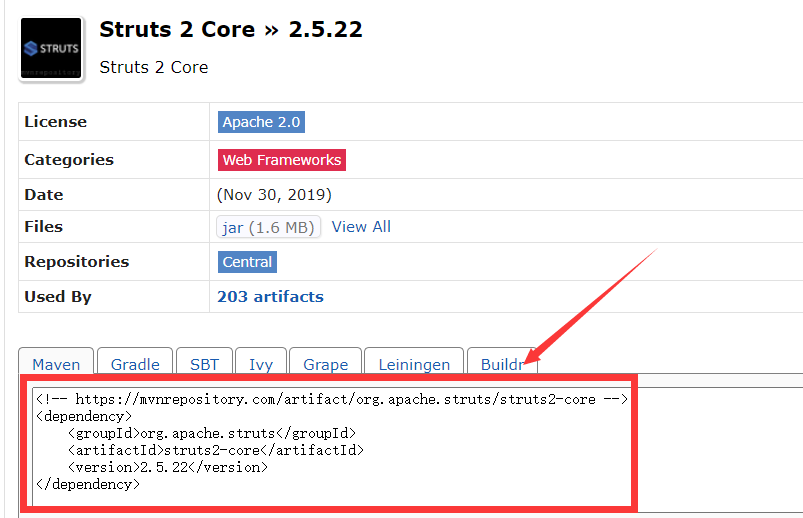 STRUTS
mvnrepository
Struts 2 Core » 2.5.22
Struts 2 Core
License Apache 2.0
Categories Web Frameworks
Date (Nov 30, 2019)
Files jar (1.6 MB) View All
Repositories Central
Used By 203 artifacts
Maven Gradle SBT Ivy Grape Leiningen Buildr
<!-- https://mvnrepository.com/artifact/org.apache.struts/struts2-core -->
<dependency>
    <groupId>org.apache.struts</groupId>
    <artifactId>struts2-core</artifactId>
    <version>2.5.22</version>
</dependency>